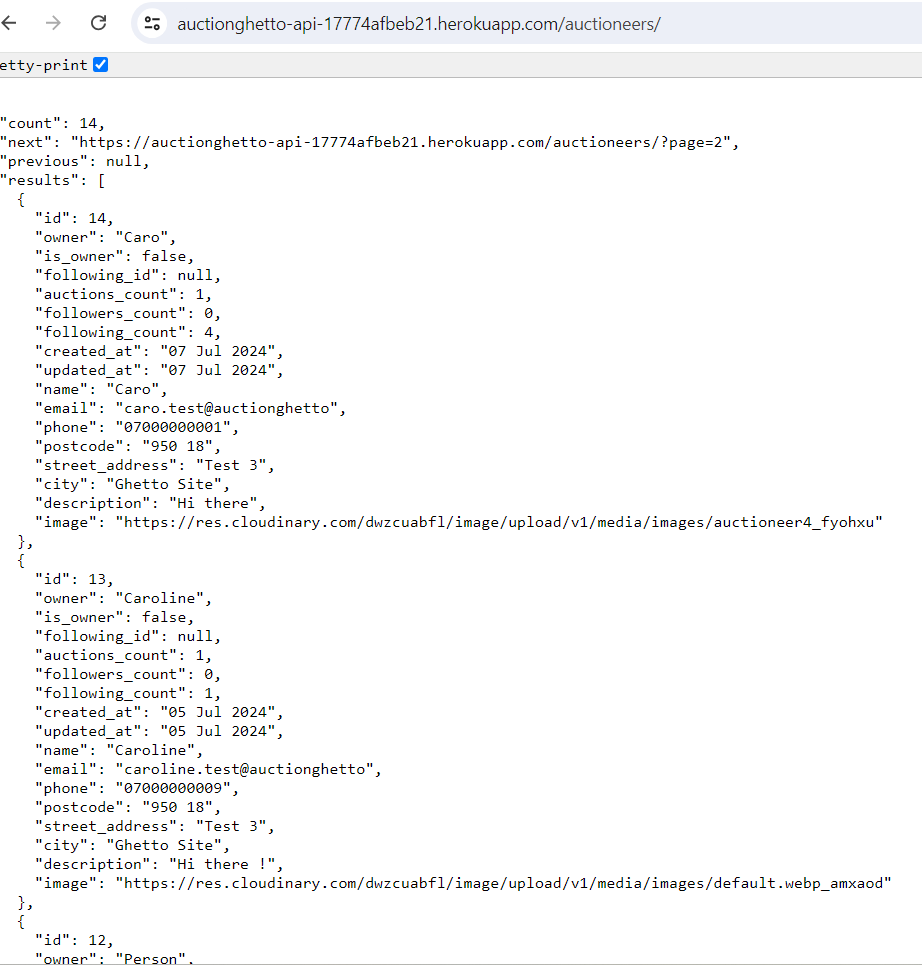 auctionghetto-api-17774afbeb21.herokuapp.com/auctioneers/
etty-print
"count": 14,
"next": "https://auctionghetto-api-17774afbeb21.herokuapp.com/auctioneers/?page=2",
"previous": null,
"results": [
{
"id": 14,
"owner": "Caro",
"is_owner": false,
"following_id": null,
"auctions_count": 1,
"followers_count": 0,
"following_count": 4,
"created_at": "07 Jul 2024",
"updated_at": "07 Jul 2024",
"name": "Caro",
"email": "caro.test@auctionghetto",
"phone": "07000000001",
"postcode": "950 18",
"street_address": "Test 3",
"city": "Ghetto Site",
"description": "Hi there",
"image": "https://res.cloudinary.com/dwzcuabfl/image/upload/v1/media/images/auctioneer4_fyohxu"
},
{
"id": 13,
"owner": "Caroline",
"is_owner": false,
"following_id": null,
"auctions_count": 1,
"followers_count": 0,
"following_count": 1,
"created_at": "05 Jul 2024",
"updated_at": "05 Jul 2024",
"name": "Caroline",
"email": "caroline.test@auctionghetto",
"phone": "07000000009",
"postcode": "950 18",
"street_address": "Test 3",
"city": "Ghetto Site",
"description": "Hi there !",
"image": "https://res.cloudinary.com/dwzcuabfl/image/upload/v1/media/images/default.webp_amxaod"
},
{
"id": 12,
"owner": "Person",